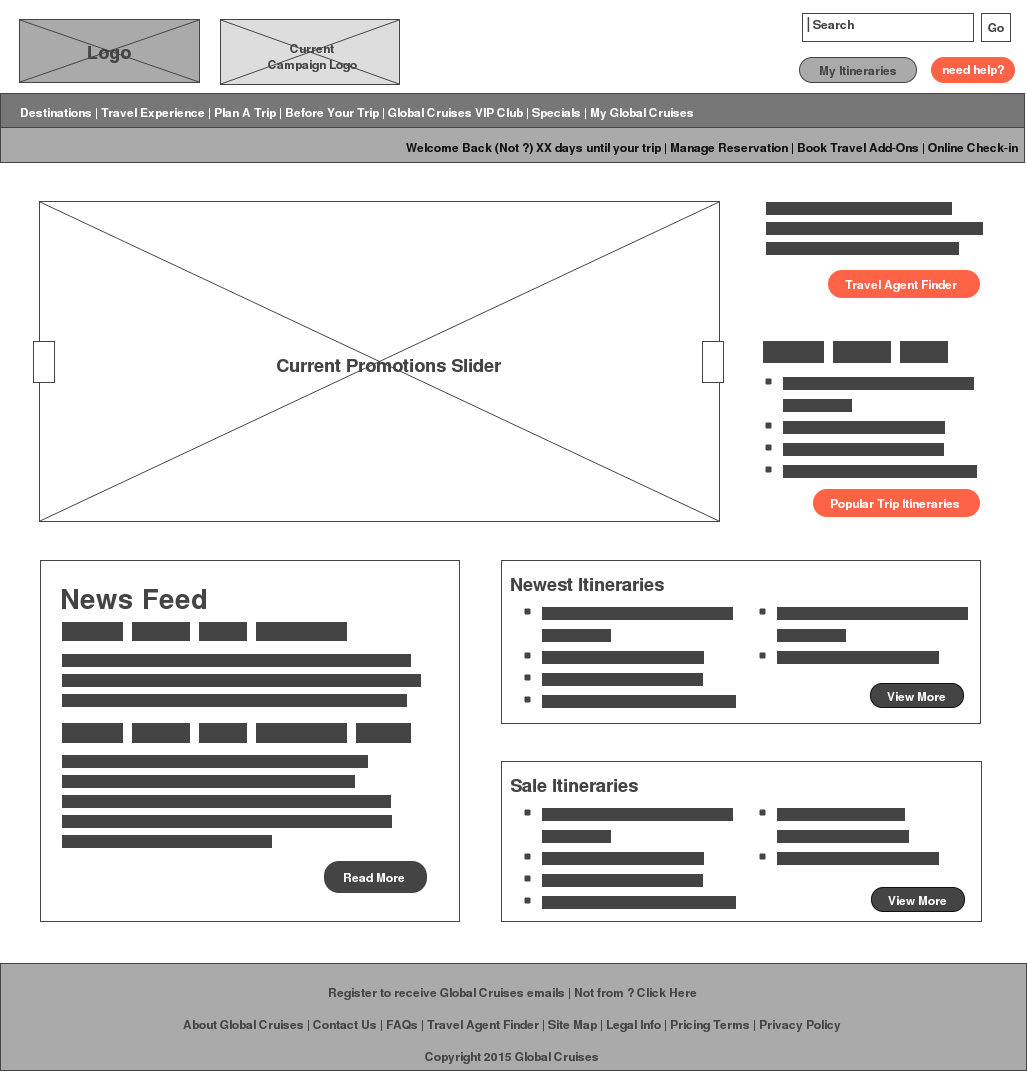 Logo
Current
Campaign Logo
Search
Go
My Itineraries
need help?
Destinations | Travel Experience | Plan A Trip | Before Your Trip | Global Cruises VIP Club | Specials | My Global Cruises
Welcome Back (Not ?) XX days until your trip | Manage Reservation | Book Travel Add-Ons | Online Check-in
Current Promotions Slider
Travel Agent Finder
Popular Trip Itineraries
News Feed
Read More
Newest Itineraries
View More
Sale Itineraries
View More
Register to receive Global Cruises emails | Not from ? Click Here
About Global Cruises | Contact Us | FAQs | Travel Agent Finder | Site Map | Legal Info | Pricing Terms | Privacy Policy
Copyright 2015 Global Cruises